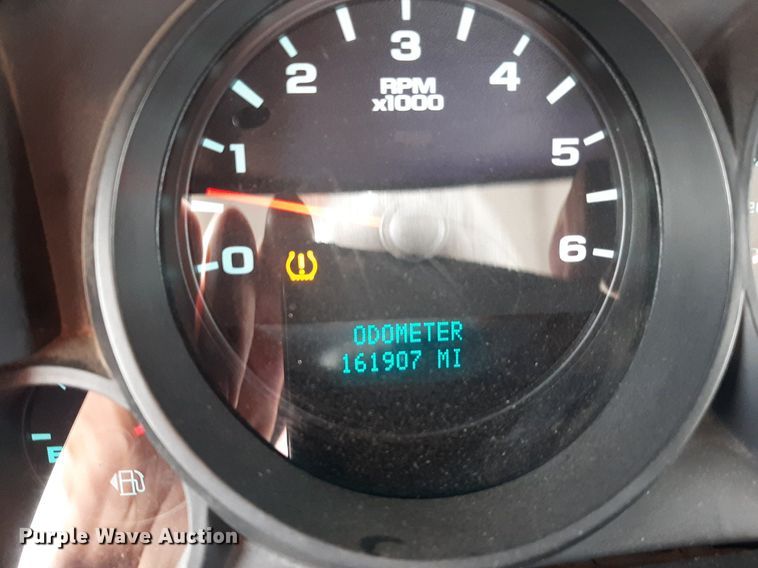 3
2
4
RPM
x1000
1
5
0
6
ODOMETER
161907 MI
E
Purple Wave Auction